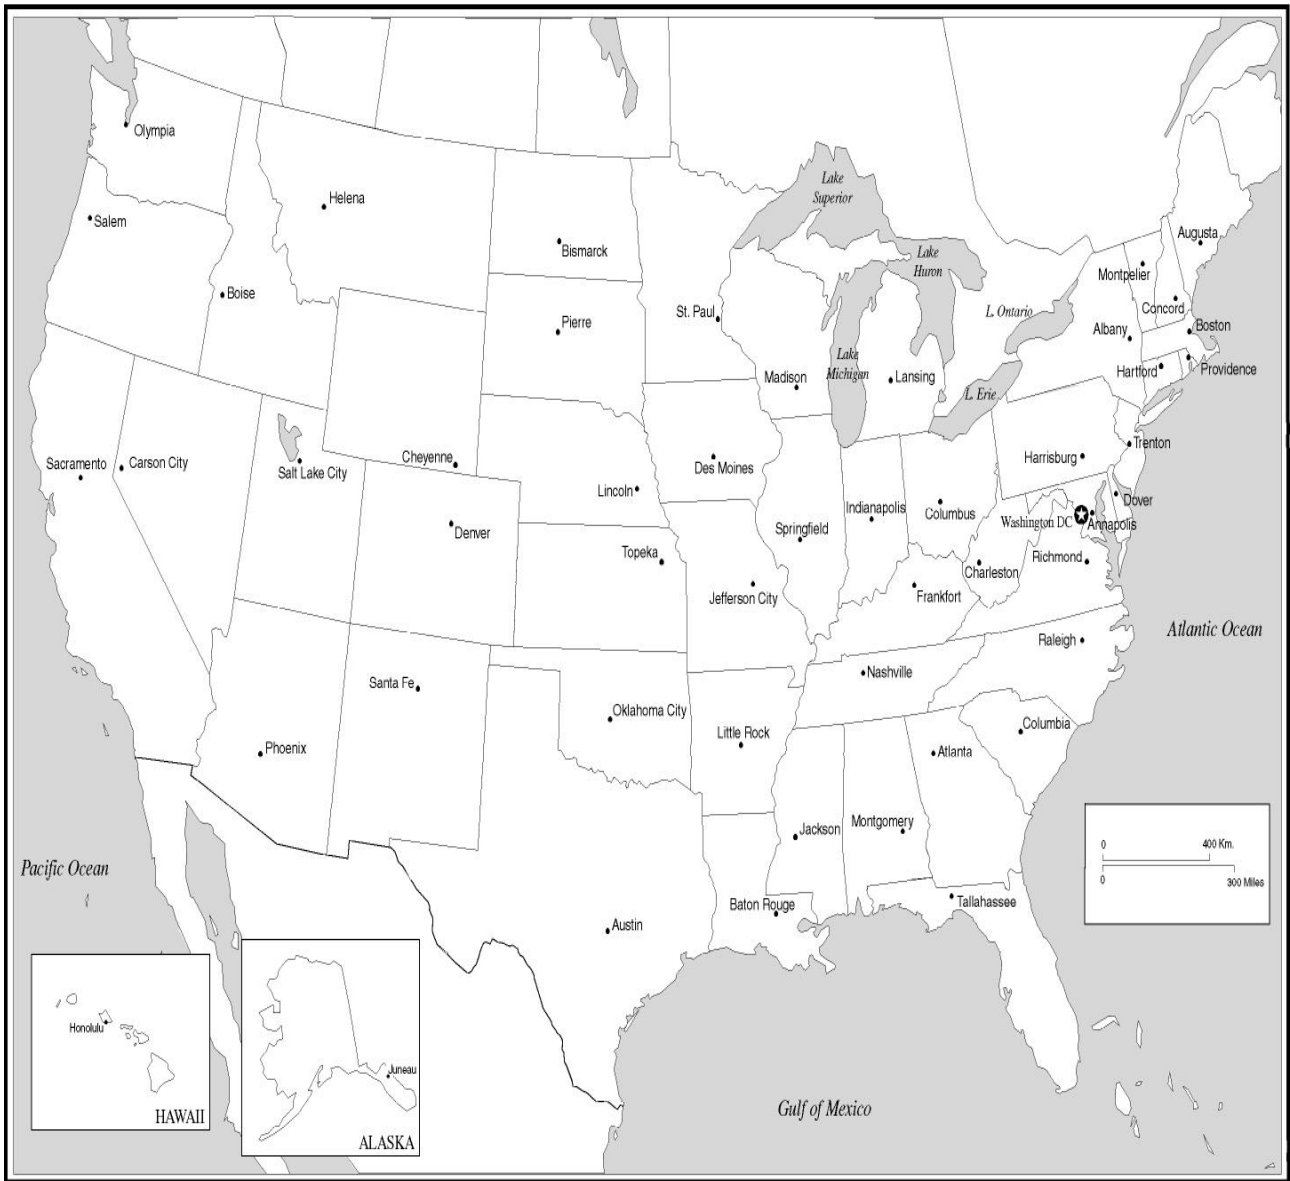 Olympia
Helena
Lake
Superior
Salem
Augusta
Bismarck
Lake
Huron
Montpelier
Boise
Concord
St. Paul
L. Ontario
Pierre
Albany
Boston
Lake
Michigan
Hartford
Providence
Madison
Lansing
L. Erie
Trenton
Cheyenne
Harrisburg
Sacramento
Carson City
Salt Lake City
Des Moines
Lincoln
Dover
Indianapolis
Columbus
Washington DC
Annapolis
Denver
Springfield
Topeka
Richmond
Charleston
Jefferson City
Frankfort
Atlantic Ocean
Raleigh
Nashville
Santa Fe
Oklahoma City
Columbia
Little Rock
Phoenix
Atlanta
Jackson
Montgomery
0
400 Km.
Pacific Ocean
0
300 Miles
Baton Rouge
Tallahassee
Austin
Honolulu
HAWAII
Juneau
ALASKA
Gulf of Mexico